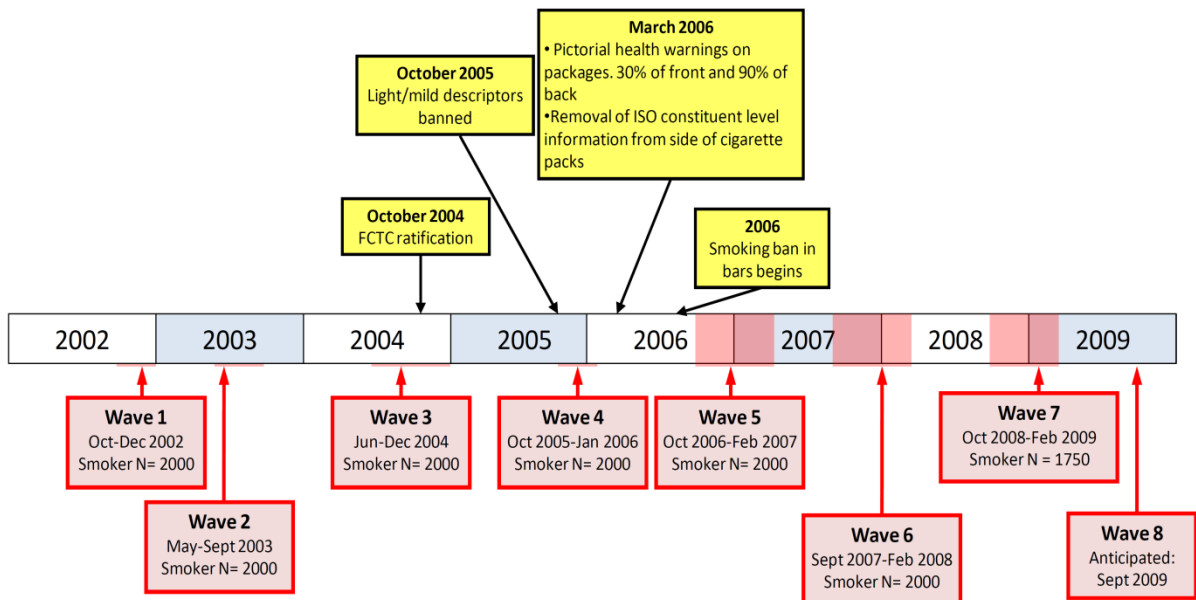 March 2006
• Pictorial health warnings on
packages. 30% of front and 90% of
back
•Removal of ISO constituent level
information from side of cigarette
packs
October 2005
Light/mild descriptors
banned
October 2004
FCTC ratification
2006
Smoking ban in
bars begins
2002
2003
2004
2005
2006
2007
2008
2009
Wave 1
Oct-Dec 2002
Smoker N= 2000
Wave 2
May-Sept 2003
Smoker N= 2000
Wave 3
Jun-Dec 2004
Smoker N= 2000
Wave 4
Oct 2005-Jan 2006
Smoker N= 2000
Wave 5
Oct 2006-Feb 2007
Smoker N= 2000
Wave 6
Sept 2007-Feb 2008
Smoker N= 2000
Wave 7
Oct 2008-Feb 2009
Smoker N = 1750
Wave 8
Anticipated:
Sept 2009